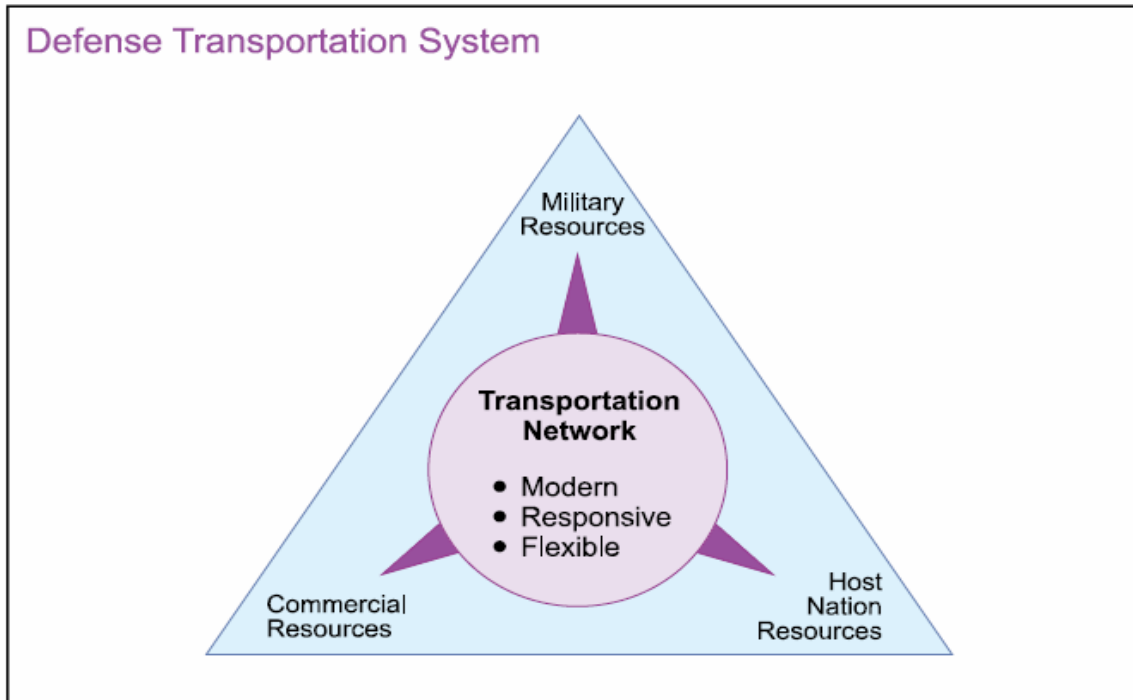 Defense Transportation System
Military
Resources
Transportation
Network
• Modern
• Responsive
• Flexible
Commercial
Resources
Host
Nation
Resources